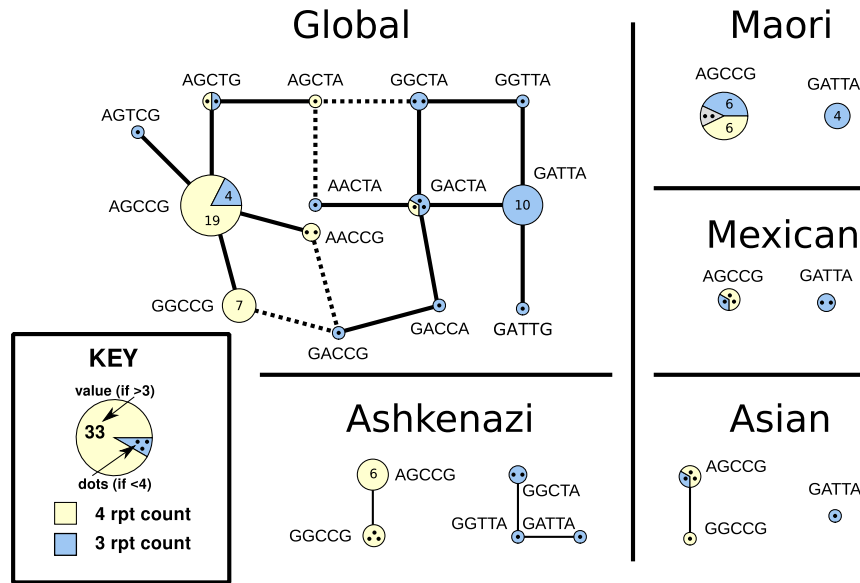 Global
AGCTG
AGCTA
GGCTA
GGTTA
AGTCG
AGCCG
4
19
AACTA
GACTA
GATTA
10
AACCG
GGCCG
7
GACCG
GACCA
GATTG
Maori
AGCCG
6
6
GATTA
4
Mexican
AGCCG
GATTA
KEY
value (if >3)
33
dots (if <4)
4 rpt count
3 rpt count
Ashkenazi
6
AGCCG
GGCCG
GGCTA
GGTTA
GATTA
Asian
AGCCG
GGCCG
GATTA